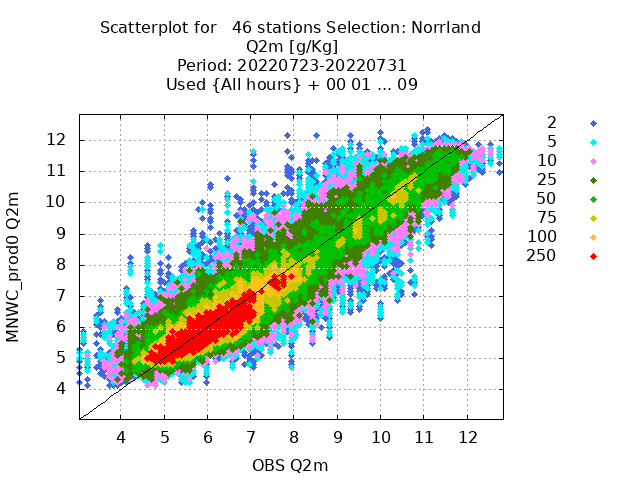 Scatterplot for   46 stations Selection: Norrland
Q2m [g/Kg]
Period: 20220723-20220731
Used {All hours} + 00 01 ... 09
2
5
10
25
50
75
100
250
12
11
10
9
8
7
6
5
4
MNWC_prod0 Q2m
4 5 6 7 8 9 10 11 12
OBS Q2m